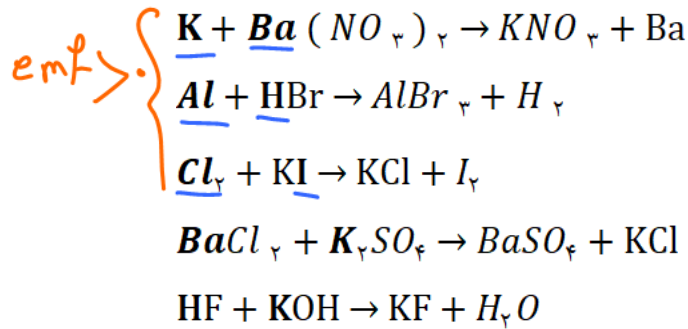 K + Ba (NO ۳) ۲ → KNO ۳ + Ba
emf > ۰
Al + HBr → AlBr ۳ + H ۲
Cl۲ + KI → KCl + I۲
BaCl ۲ + K۲SO۴ → BaSO۴ + KCl
HF + KOH → KF + H۲O